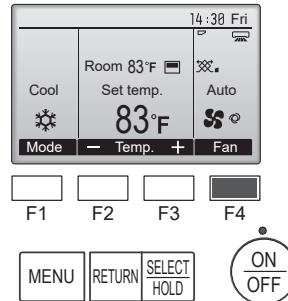 14:30 Fri
Room 83°F
Cool Set temp. Auto
83°F
Mode − Temp. + Fan
F1 F2 F3 F4
MENU RETURN SELECT HOLD ON OFF